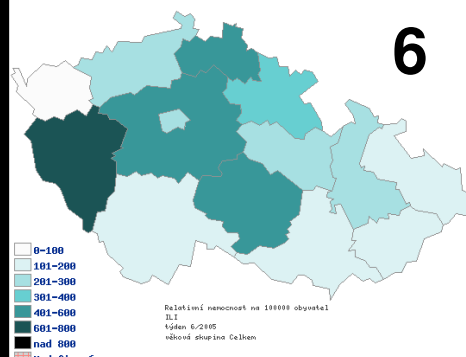 6
0-100
101-200
201-300
301-400
401-600
601-800
nad 800
Relativní nemocnost na 100000 obyvatel
ILI
týden 6/2005
věková skupina Celkem